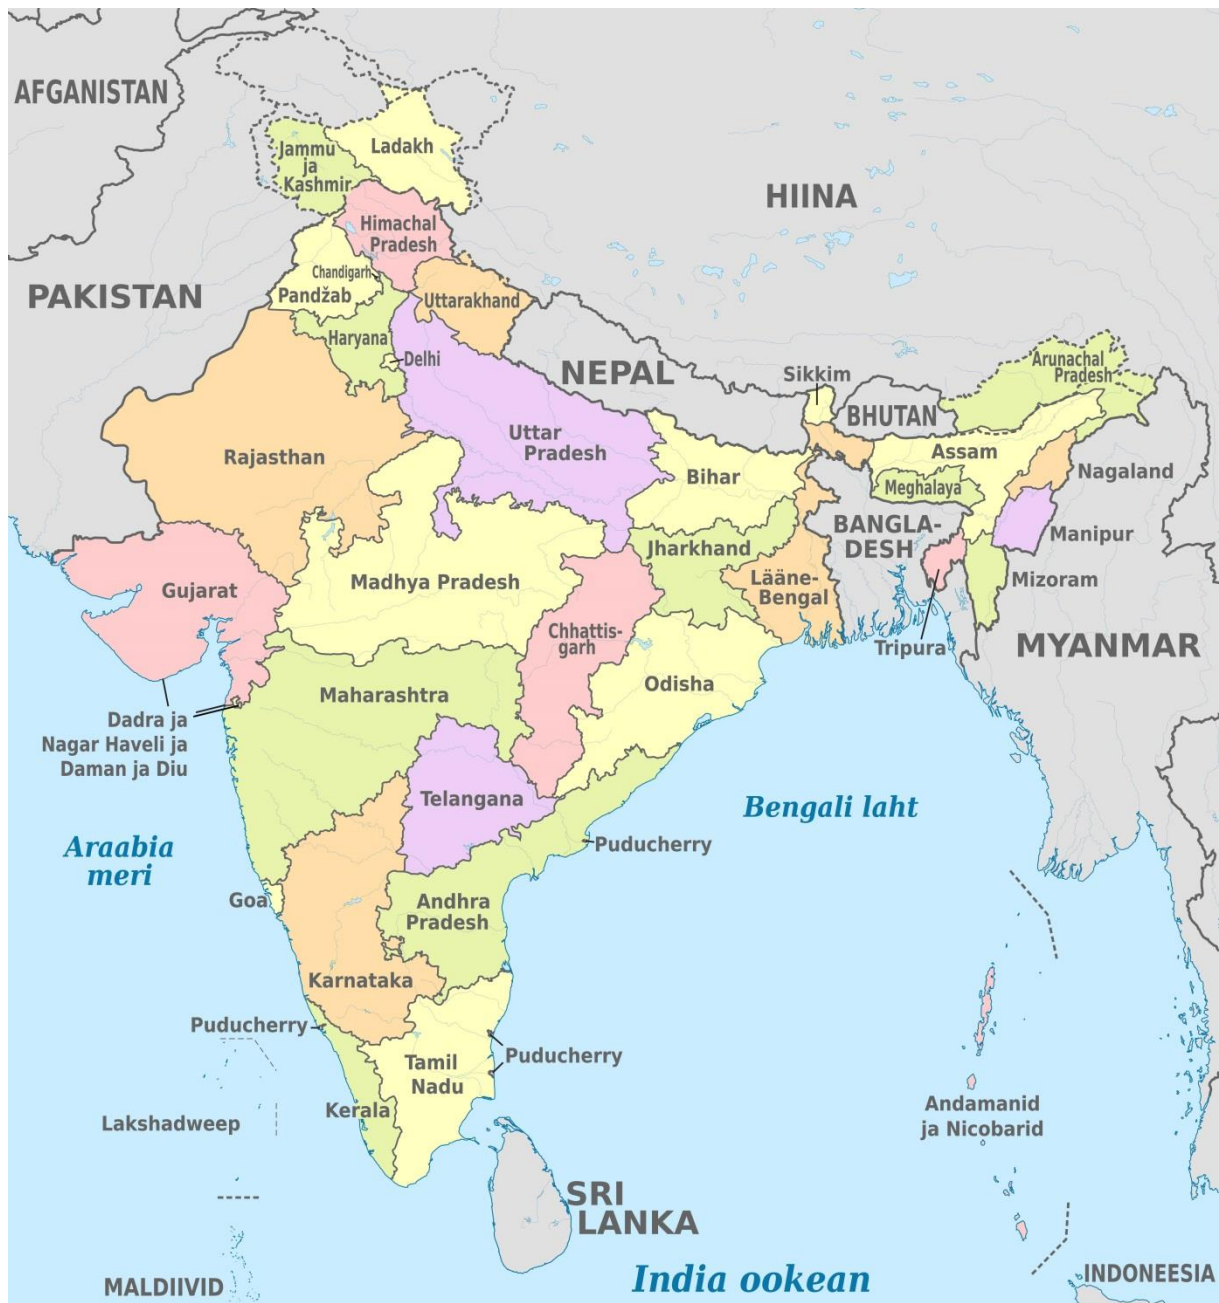 AFGANISTAN
Ladakh
Jammu
ja
Kashmir
HIINA
Himachal
Pradesh
Chandigarh
PAKISTAN
Pandžab
Uttarakhand
Haryana
Delhi
NEPAL
Sikkim
Arunachal
Pradesh
BHUTAN
Uttar
Pradesh
Rajasthan
Bihar
Assam
Nagaland
Meghalaya
BANGLA-
DESH
Manipur
Jharkhand
Gujarat
Madhya Pradesh
Lääne-
Bengal
Mizoram
Chhattis-
garh
Tripura
MYANMAR
Odisha
Maharashtra
Dadra ja
Nagar Haveli ja
Daman ja Diu
Telangana
Bengali laht
Araabia
meri
Puducherry
Goa
Andhra
Pradesh
Karnataka
Puducherry
Puducherry
Tamil
Nadu
Kerala
Lakshadweep
Andamanid
ja Nicobarid
SRI
LANKA
MALDIIVID
India ookean
INDONEESIA